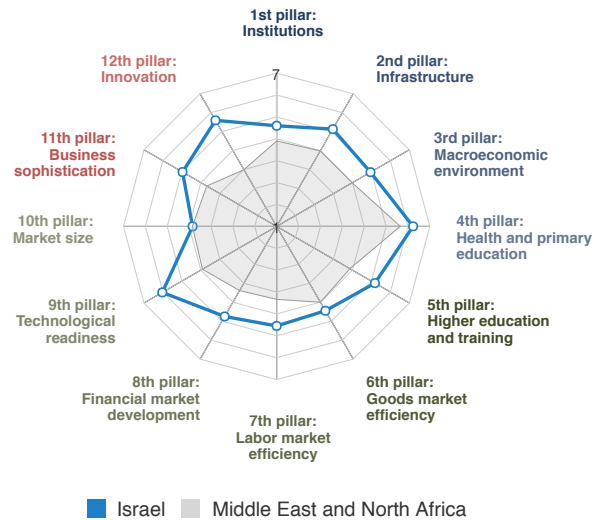 1st pillar:
Institutions
2nd pillar:
Infrastructure
3rd pillar:
Macroeconomic
environment
4th pillar:
Health and primary
education
5th pillar:
Higher education
and training
6th pillar:
Goods market
efficiency
7th pillar:
Labor market
efficiency
8th pillar:
Financial market
development
9th pillar:
Technological
readiness
10th pillar:
Market size
11th pillar:
Business
sophistication
12th pillar:
Innovation
7
1
Israel
Middle East and North Africa